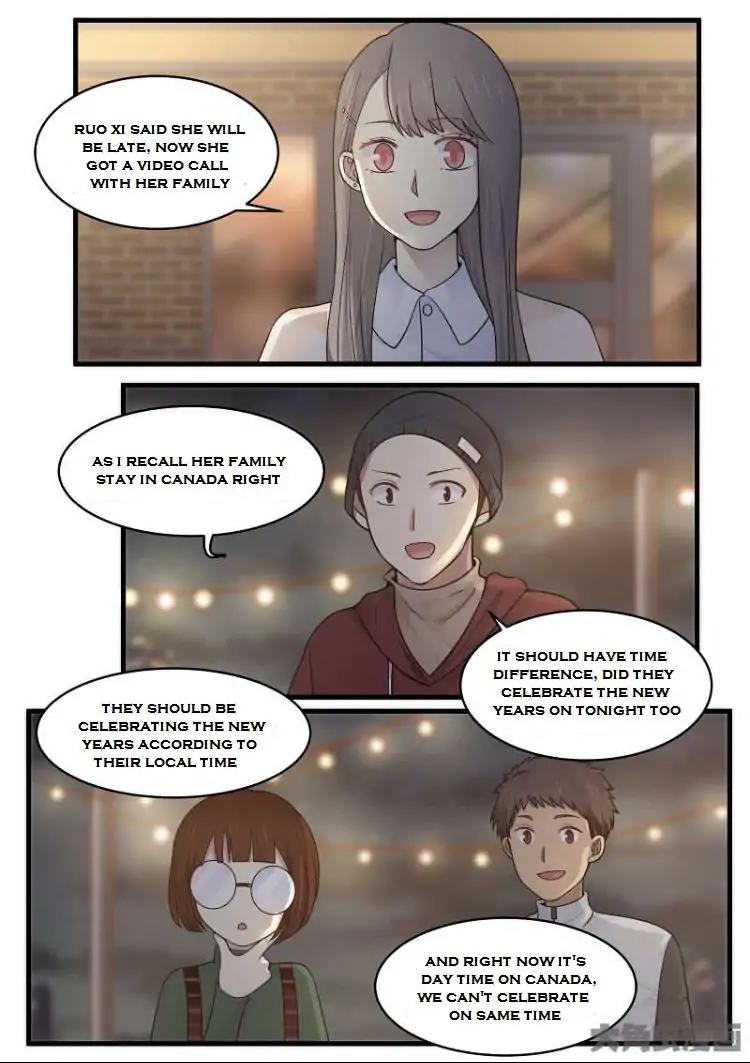 RUO XI SAID SHE WILL
BE LATE, NOW SHE
GOT A VIDEO CALL
WITH HER FAMILY
AS I RECALL HER FAMILY
STAY IN CANADA RIGHT
IT SHOULD HAVE TIME
DIFFERENCE, DID THEY
CELEBRATE THE NEW
YEARS ON TONIGHT TOO
THEY SHOULD BE
CELEBRATING THE NEW
YEARS ACCORDING TO
THEIR LOCAL TIME
AND RIGHT NOW IT'S
DAY TIME ON CANADA,
WE CAN'T CELEBRATE
ON SAME TIME